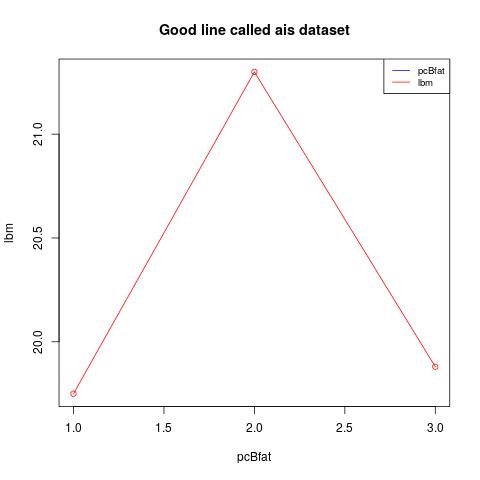 Good line called ais dataset
pcBfat
lbm
21.0
20.5
20.0
lbm
1.0 1.5 2.0 2.5 3.0
pcBfat